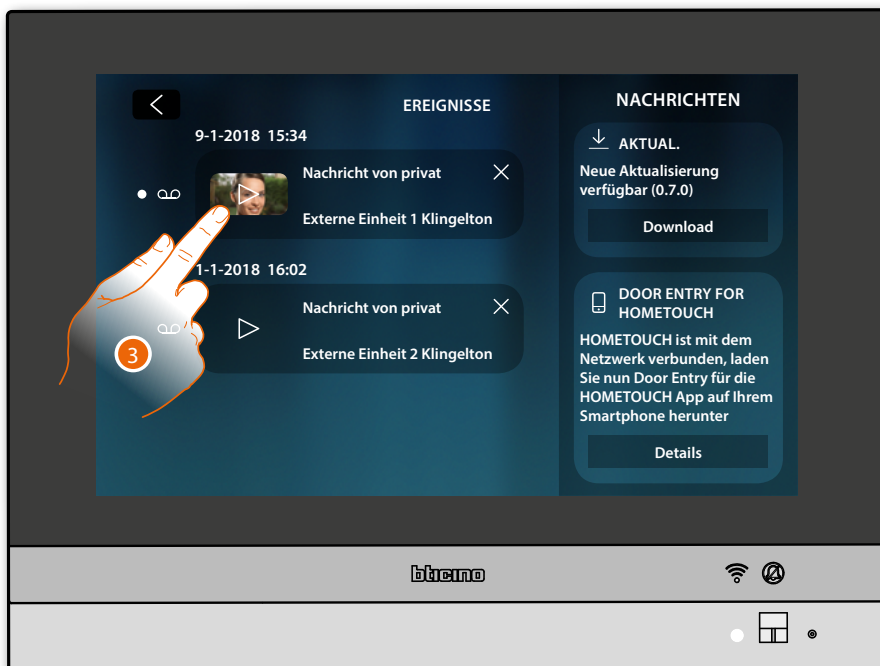 EREIGNISSE
9-1-2018 15:34
Nachricht von privat
Externe Einheit 1 Klingelton
1-1-2018 16:02
Nachricht von privat
Externe Einheit 2 Klingelton
3
NACHRICHTEN
AKTUAL.
Neue Aktualisierung
verfügbar (0.7.0)
Download
DOOR ENTRY FOR
HOMETOUCH
HOMETOUCH ist mit dem
Netzwerk verbunden, laden
Sie nun Door Entry für die
HOMETOUCH App auf Ihrem
Smartphone herunter
Details
bticino